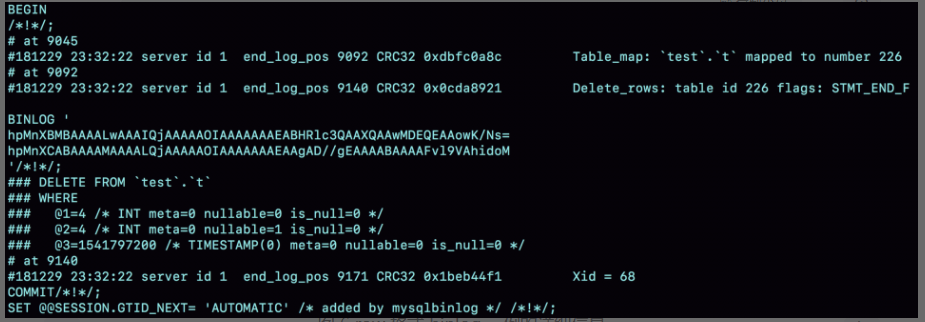 BEGIN
/*!*/;
# at 9045
#181229 23:32:22 server id 1  end_log_pos 9092 CRC32 0xdbfc0a8c         Table_map: `test`.`t` mapped to number 226
# at 9092
#181229 23:32:22 server id 1  end_log_pos 9140 CRC32 0x0cda8921         Delete_rows: table id 226 flags: STMT_END_F
BINLOG '
hpMnXBMBAAAALwAAAIQjAAAAAOIAAAAAAAEABHRlc3QAAXQAAwMDEQEAAowK/Ns=
hpMnXCABAAAAMAAAALQjAAAAAOIAAAAAAAEAAgAD//gEAAAABAAAAFvl9VAhidoM
'/*!*/;
### DELETE FROM `test`.`t`
### WHERE
###   @1=4 /* INT meta=0 nullable=0 is_null=0 */
###   @2=4 /* INT meta=0 nullable=1 is_null=0 */
###   @3=1541797200 /* TIMESTAMP(0) meta=0 nullable=0 is_null=0 */
# at 9140
#181229 23:32:22 server id 1  end_log_pos 9171 CRC32 0x1beb44f1         Xid = 68
COMMIT/*!*/;
SET @@SESSION.GTID_NEXT= 'AUTOMATIC' /* added by mysqlbinlog */ /*!*/;